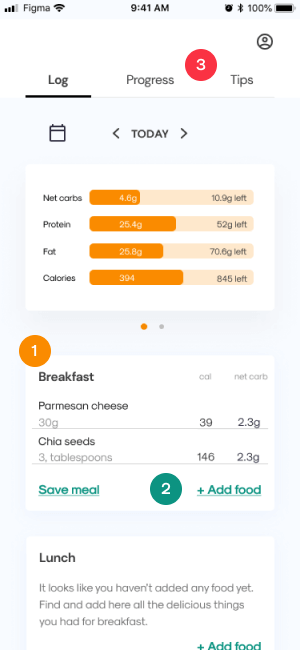 Figma 9:41 AM 100%
3
Log Progress Tips
TODAY
Net carbs 4.6g 10.9g left
Protein 25.4g 52g left
Fat 25.8g 70.6g left
Calories 394 845 left
1
Breakfast cal net carb
Parmesan cheese
30g 39 2.3g
Chia seeds
3, tablespoons 146 2.3g
Save meal 2 + Add food
Lunch
It looks like you haven't added any food yet.
Find and add here all the delicious things
you had for breakfast.
+ Add food